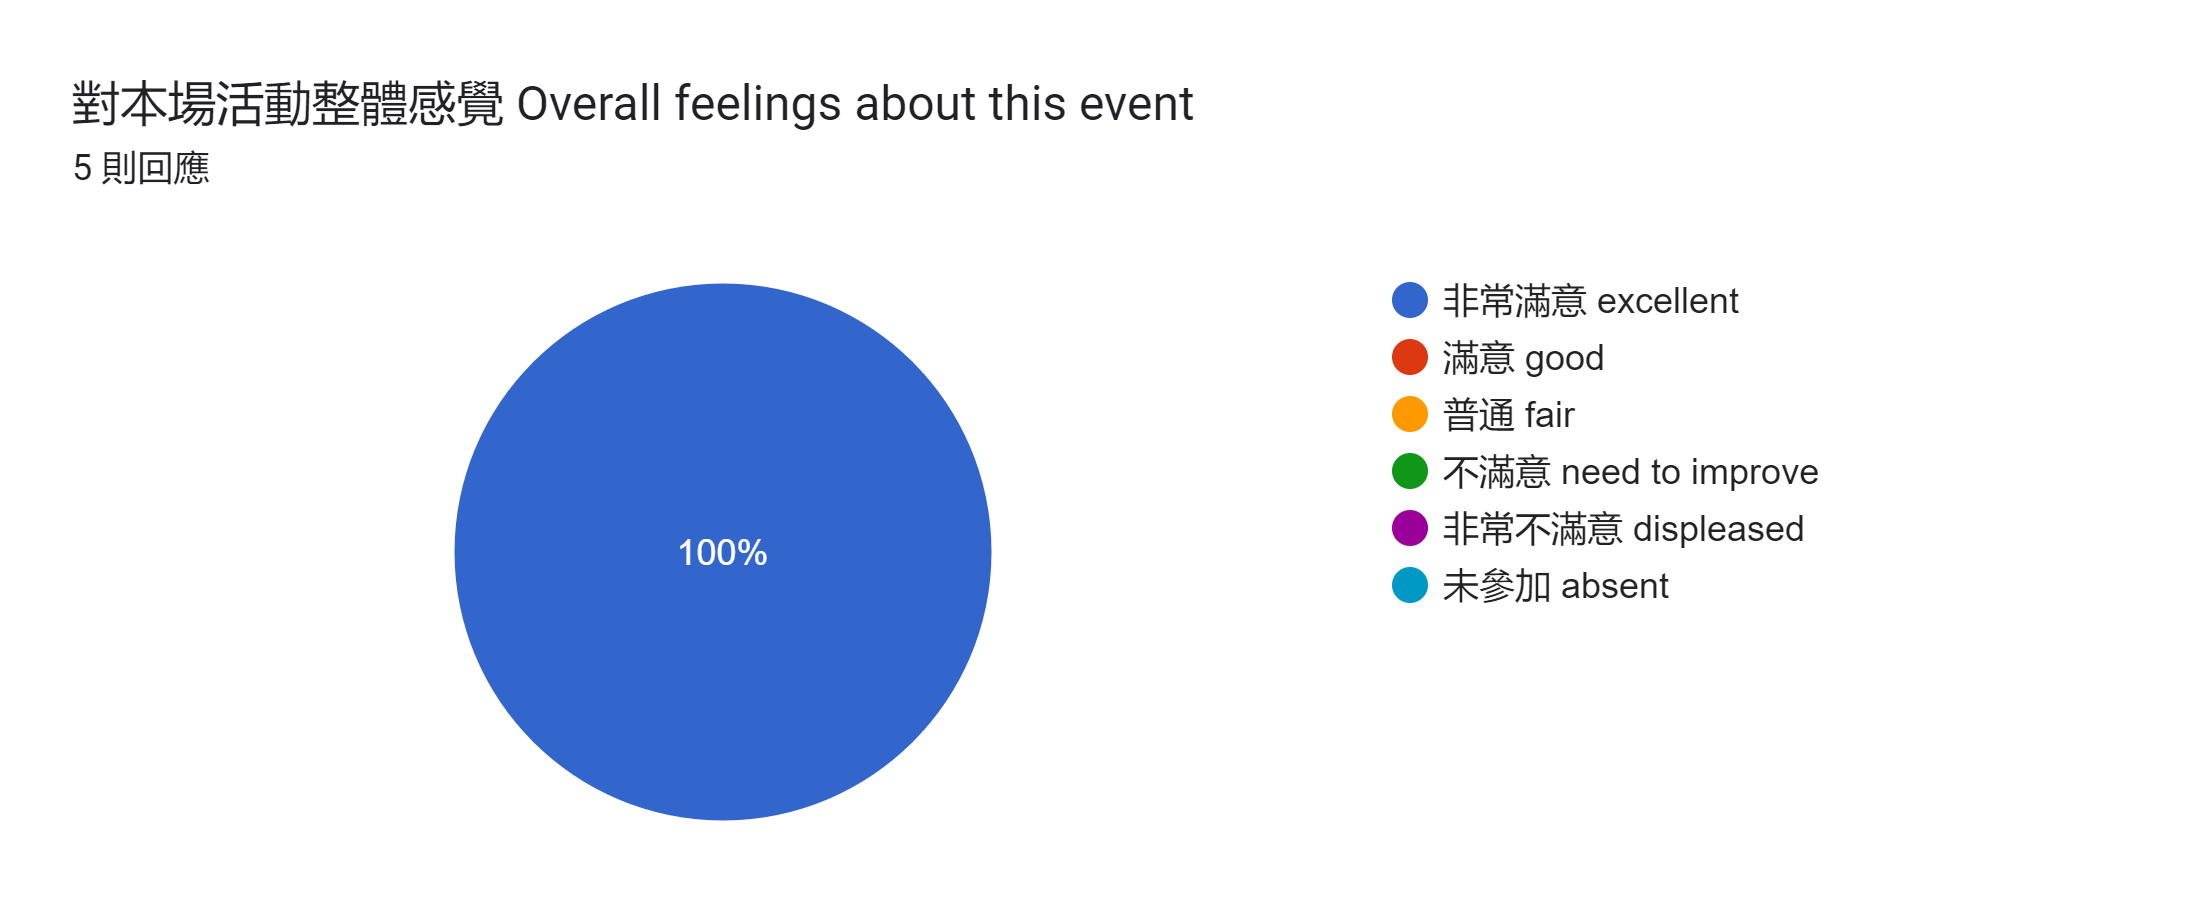 對本場活動整體感覺 Overall feelings about this event
5 則回應
100%
非常滿意 excellent
滿意 good
普通 fair
不滿意 need to improve
非常不滿意 displeased
未參加 absent